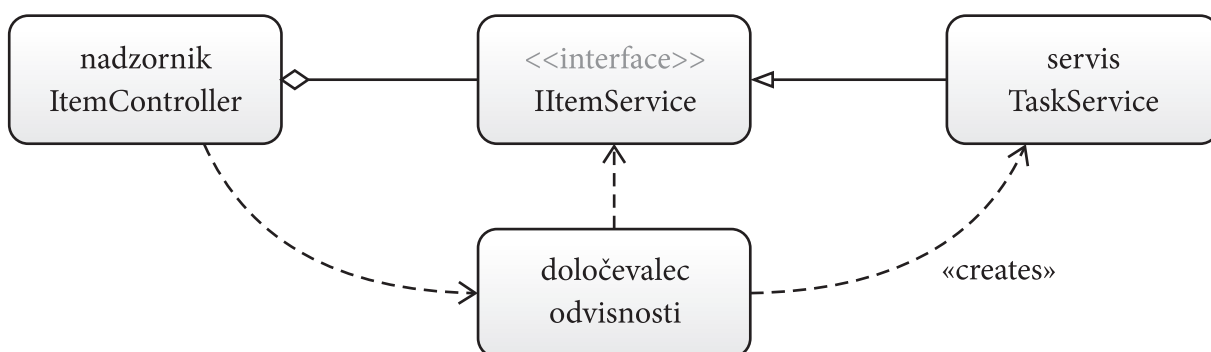 nadzornik
ItemController
<<interface>>
IItemService
servis
TaskService
določevalec
odvisnosti
«creates»